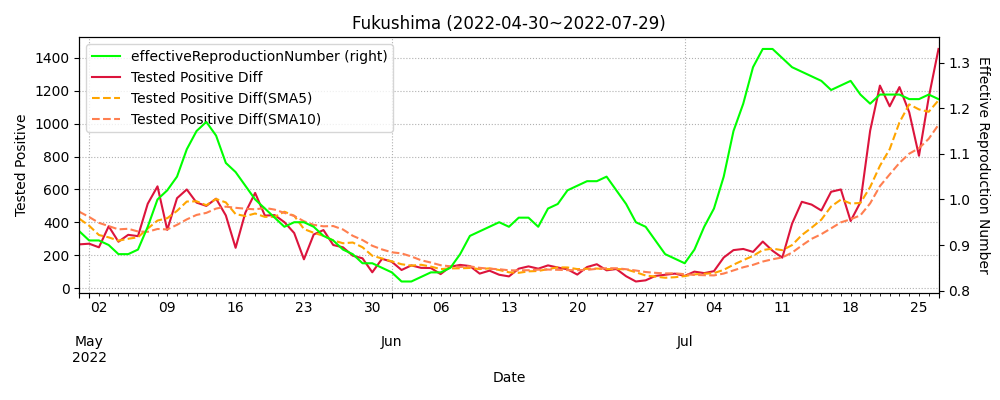 Fukushima (2022-04-30~2022-07-29)
effectiveReproductionNumber (right)
Tested Positive Diff
Tested Positive Diff(SMA5)
Tested Positive Diff(SMA10)
Tested Positive
1400
1200
1000
800
600
400
200
0
Effective Reproduction Number
1.3
1.2
1.1
1.0
0.9
0.8
02 09 16 23 30 06 13 20 27 04 11 18 25
May Jun Jul
2022
Date